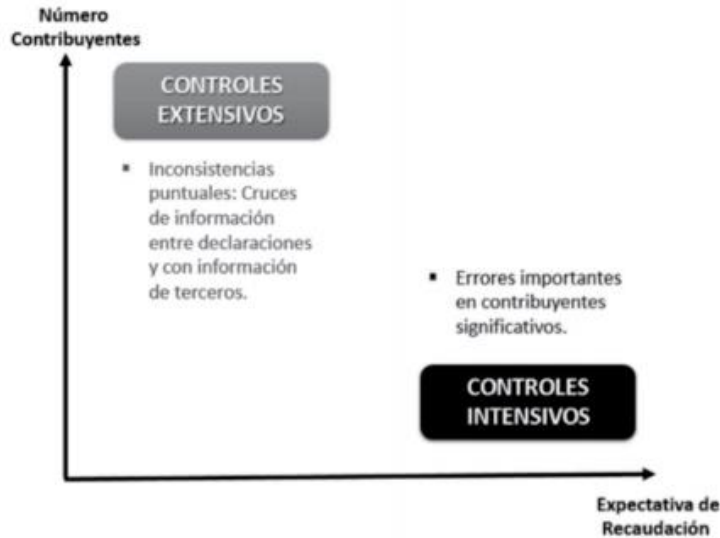 Número
Contribuyentes
CONTROLES
EXTENSIVOS
▪ Inconsistencias
puntuales: Cruces
de información
entre declaraciones
y con información
de terceros.
▪ Errores importantes
en contribuyentes
significativos.
CONTROLES
INTENSIVOS
Expectativa de
Recaudación